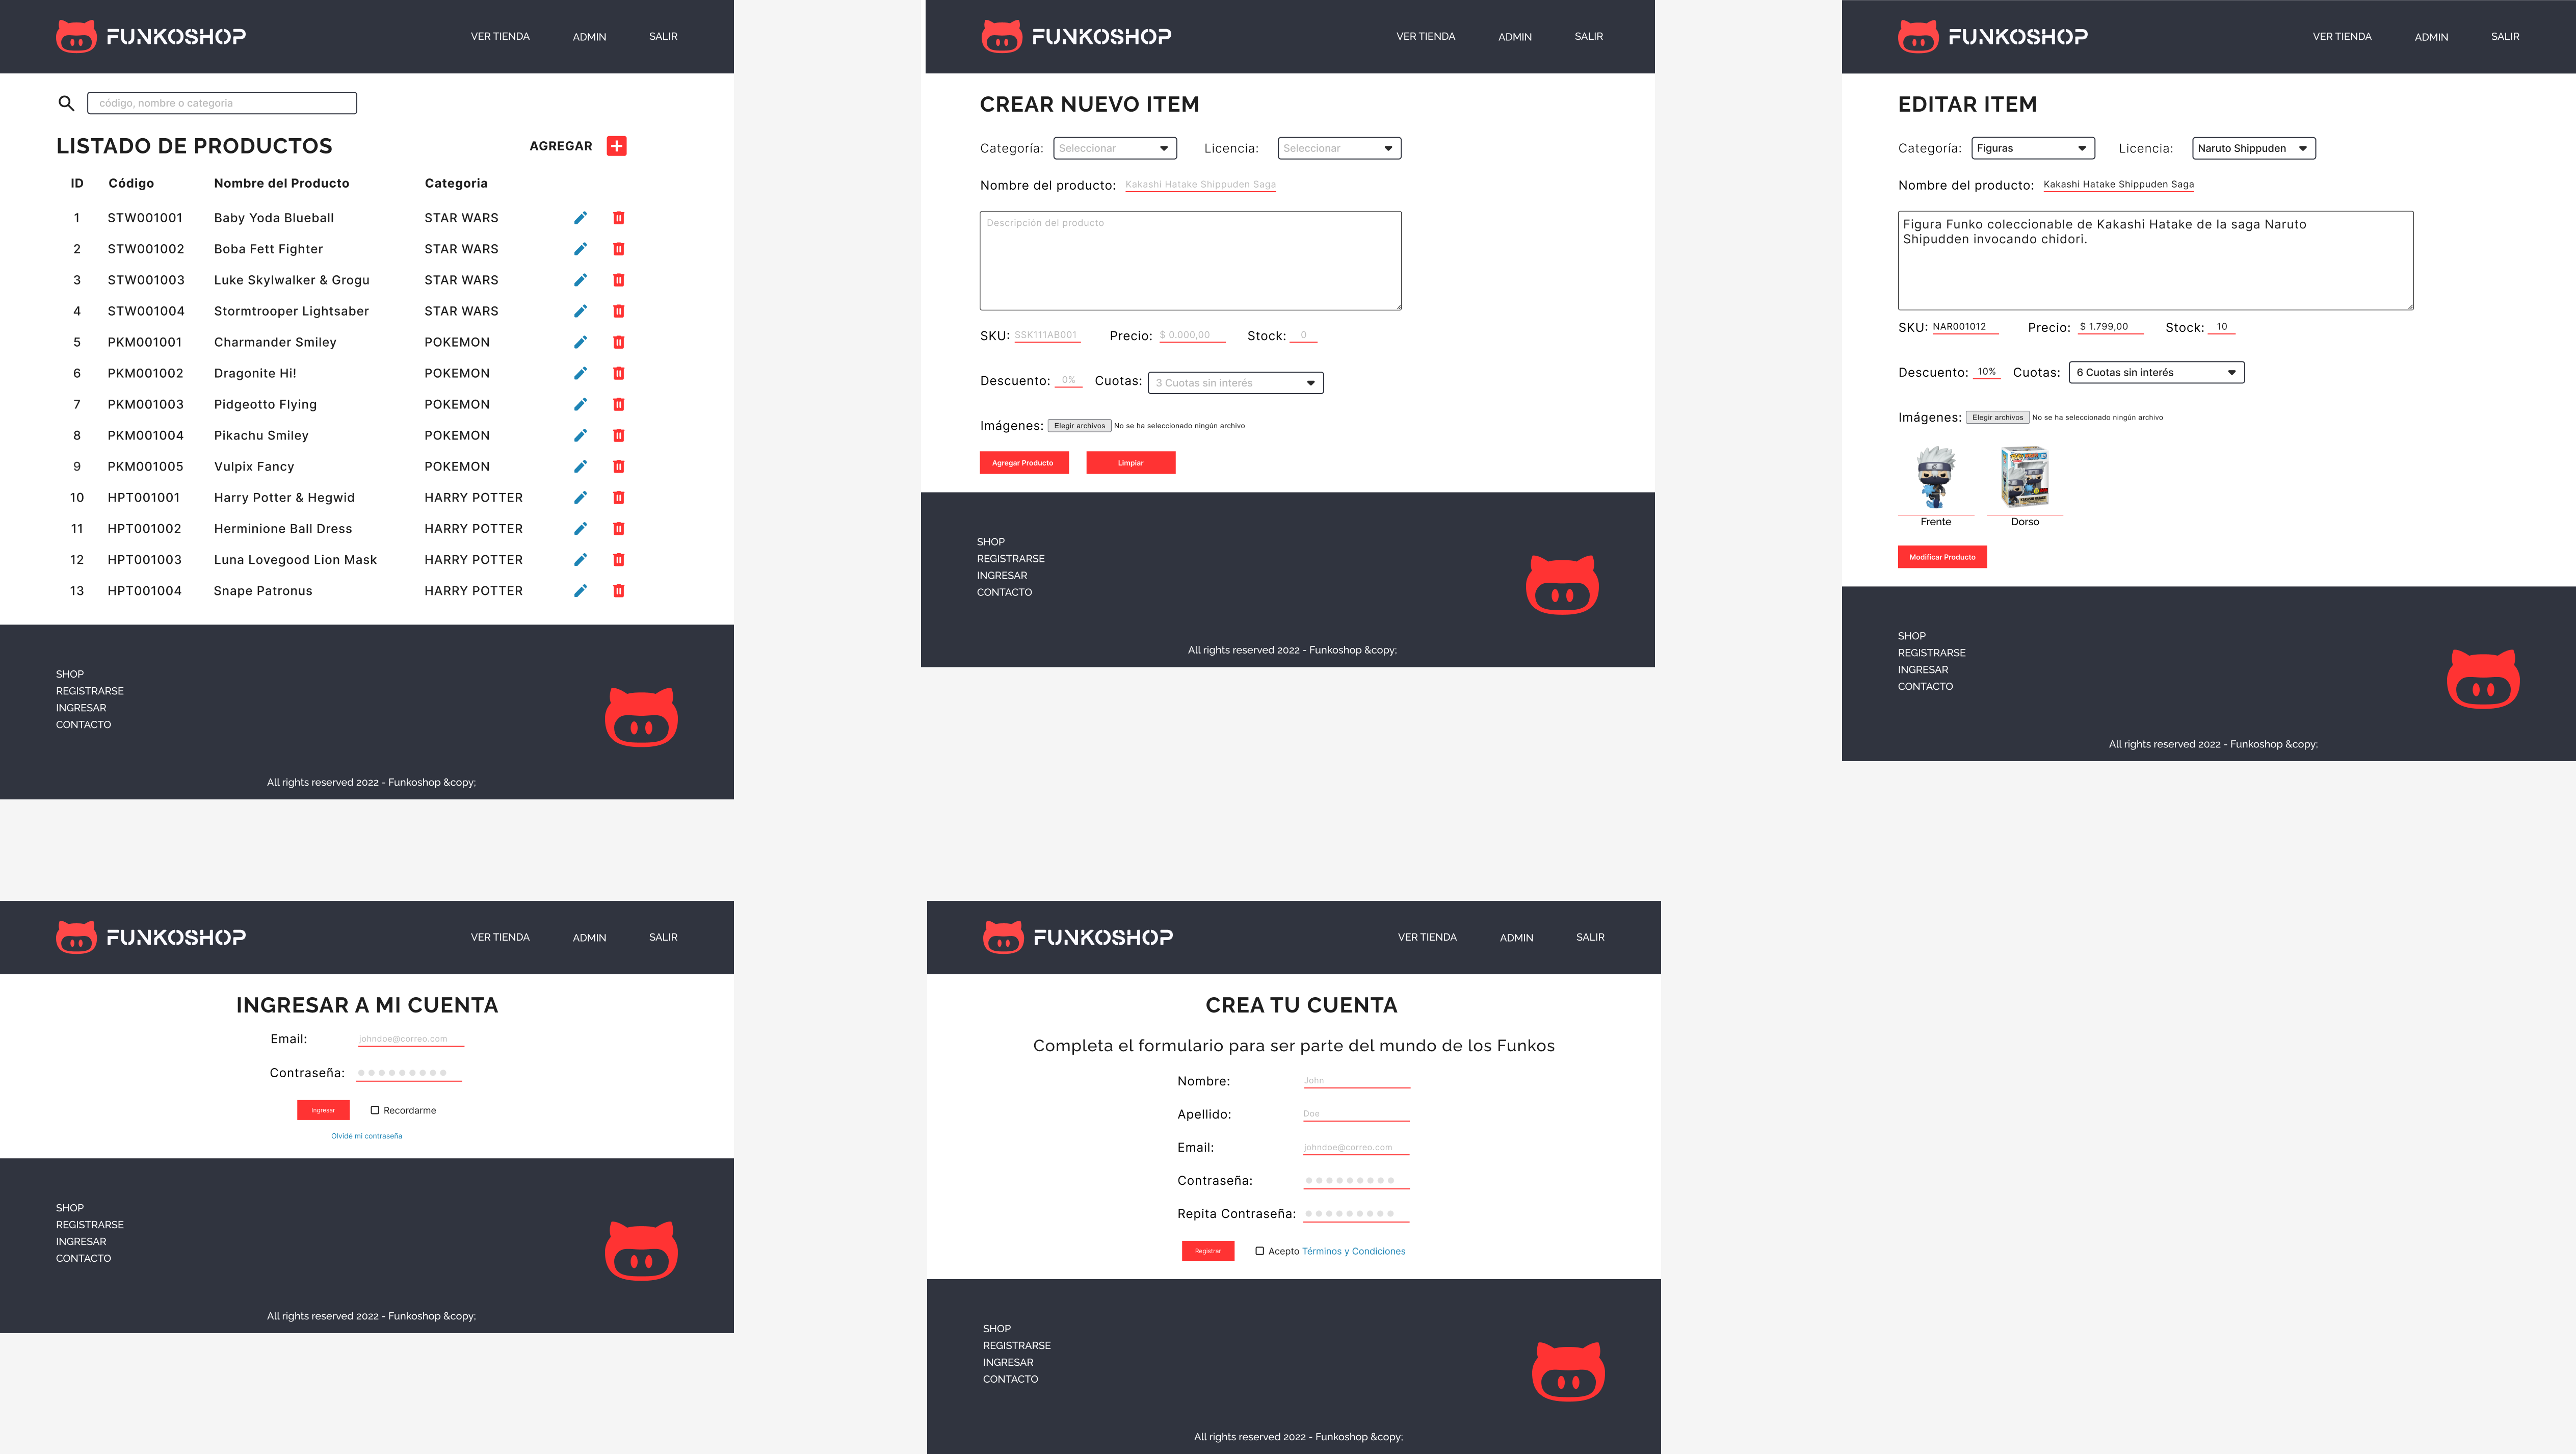 FUNKOSHOP
VER TIENDA ADMIN SALIR
código, nombre o categoria
LISTADO DE PRODUCTOS AGREGAR
ID Código Nombre del Producto Categoria
1 STW001001 Baby Yoda Blueball STAR WARS
2 STW001002 Boba Fett Fighter STAR WARS
3 STW001003 Luke Skylwalker & Grogu STAR WARS
4 STW001004 Stormtrooper Lightsaber STAR WARS
5 PKM001001 Charmander Smiley POKEMON
6 PKM001002 Dragonite Hi! POKEMON
7 PKM001003 Pidgeotto Flying POKEMON
8 PKM001004 Pikachu Smiley POKEMON
9 PKM001005 Vulpix Fancy POKEMON
10 HPT001001 Harry Potter & Hegwid HARRY POTTER
11 HPT001002 Herminione Ball Dress HARRY POTTER
12 HPT001003 Luna Lovegood Lion Mask HARRY POTTER
13 HPT001004 Snape Patronus HARRY POTTER
SHOP
REGISTRARSE
INGRESAR
CONTACTO
All rights reserved 2022 - Funkoshop &copy;
FUNKOSHOP
VER TIENDA ADMIN SALIR
CREAR NUEVO ITEM
Categoría: Seleccionar Licencia: Seleccionar
Nombre del producto: Kakashi Hatake Shippuden Saga
Descripción del producto
SKU: SSK111AB001 Precio: $ 0.000,00 Stock: 0
Descuento: 0% Cuotas: 3 Cuotas sin interés
Imágenes: Elegir archivos No se ha seleccionado ningún archivo
Agregar Producto Limpiar
SHOP
REGISTRARSE
INGRESAR
CONTACTO
All rights reserved 2022 - Funkoshop &copy;
FUNKOSHOP
VER TIENDA ADMIN SALIR
EDITAR ITEM
Categoría: Figuras Licencia: Naruto Shippuden
Nombre del producto: Kakashi Hatake Shippuden Saga
Figura Funko coleccionable de Kakashi Hatake de la saga Naruto
Shipudden invocando chidori.
SKU: NAR001012 Precio: $ 1.799,00 Stock: 10
Descuento: 10% Cuotas: 6 Cuotas sin interés
Imágenes: Elegir archivos No se ha seleccionado ningún archivo
Frente Dorso
Modificar Producto
SHOP
REGISTRARSE
INGRESAR
CONTACTO
All rights reserved 2022 - Funkoshop &copy;
FUNKOSHOP
VER TIENDA ADMIN SALIR
INGRESAR A MI CUENTA
Email: johndoe@correo.com
Contraseña:
Ingresar Recordarme
Olvidé mi contraseña
SHOP
REGISTRARSE
INGRESAR
CONTACTO
All rights reserved 2022 - Funkoshop &copy;
FUNKOSHOP
VER TIENDA ADMIN SALIR
CREA TU CUENTA
Completa el formulario para ser parte del mundo de los Funkos
Nombre: John
Apellido: Doe
Email: johndoe@correo.com
Contraseña:
Repita Contraseña:
Registrar Acepto Términos y Condiciones
SHOP
REGISTRARSE
INGRESAR
CONTACTO
All rights reserved 2022 - Funkoshop &copy;